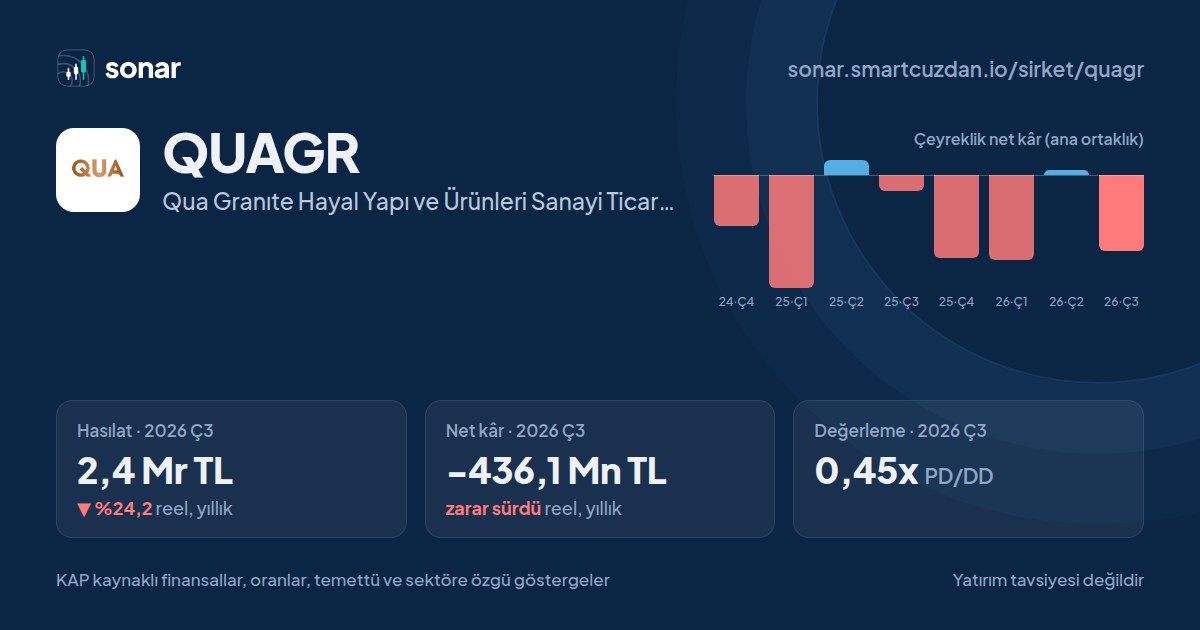 sonar
sonar.smartcuzdan.io/sirket/quagr
QUA
QUAGR
Qua Granıte Hayal Yapı ve Ürünleri Sanayi Ticar...
Çeyreklik net kâr (ana ortaklık)
24·Ç4 25·Ç1 25·Ç2 25·Ç3 25·Ç4 26·Ç1 26·Ç2 26·Ç3
Hasılat · 2026 Ç3
2,4 Mr TL
▼ %24,2 reel, yıllık
Net kâr · 2026 Ç3
−436,1 Mn TL
zarar sürdü reel, yıllık
Değerleme · 2026 Ç3
0,45x PD/DD
KAP kaynaklı finansallar, oranlar, temettü ve sektöre özgü göstergeler
Yatırım tavsiyesi değildir